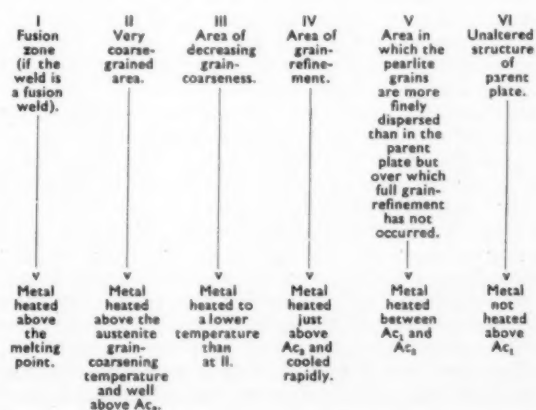 I
Fusion
zone
(if the
weld is
a fusion
weld).
II
Very
coarse-
grained
area.
III
Area of
decreasing
grain-
coarseness.
IV
Area of
grain-
refine-
ment.
V
Area in
which the
pearlite
grains
are more
finely
dispersed
than in the
parent
plate but
over which
full grain-
refinement
has not
occurred.
VI
Unaltered
structure
of
parent
plate.
Metal
heated
above
the
melting
point.
Metal
heated
above the
austenite
grain-
coarsening
temperature
and well
above Ac₃.
Metal
heated to
a lower
temperature
than
at II.
Metal
heated
just
above
Ac₃ and
cooled
rapidly.
Metal
heated
between
Ac₁ and
Ac₃
Metal
not
heated
above
Ac₁